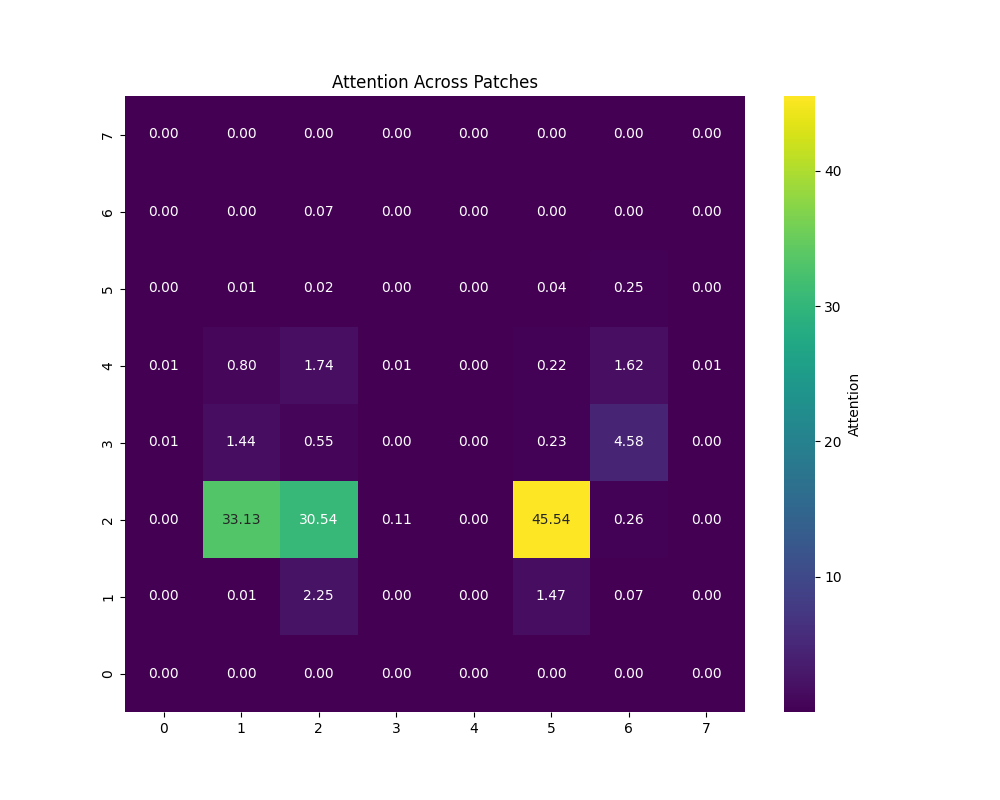 Attention Across Patches
7 0.00 0.00 0.00 0.00 0.00 0.00 0.00 0.00
6 0.00 0.00 0.07 0.00 0.00 0.00 0.00 0.00
5 0.00 0.01 0.02 0.00 0.00 0.04 0.25 0.00
4 0.01 0.80 1.74 0.01 0.00 0.22 1.62 0.01
3 0.01 1.44 0.55 0.00 0.00 0.23 4.58 0.00
2 0.00 33.13 30.54 0.11 0.00 45.54 0.26 0.00
1 0.00 0.01 2.25 0.00 0.00 1.47 0.07 0.00
0 0.00 0.00 0.00 0.00 0.00 0.00 0.00 0.00
0 1 2 3 4 5 6 7
40
30
20
10
Attention